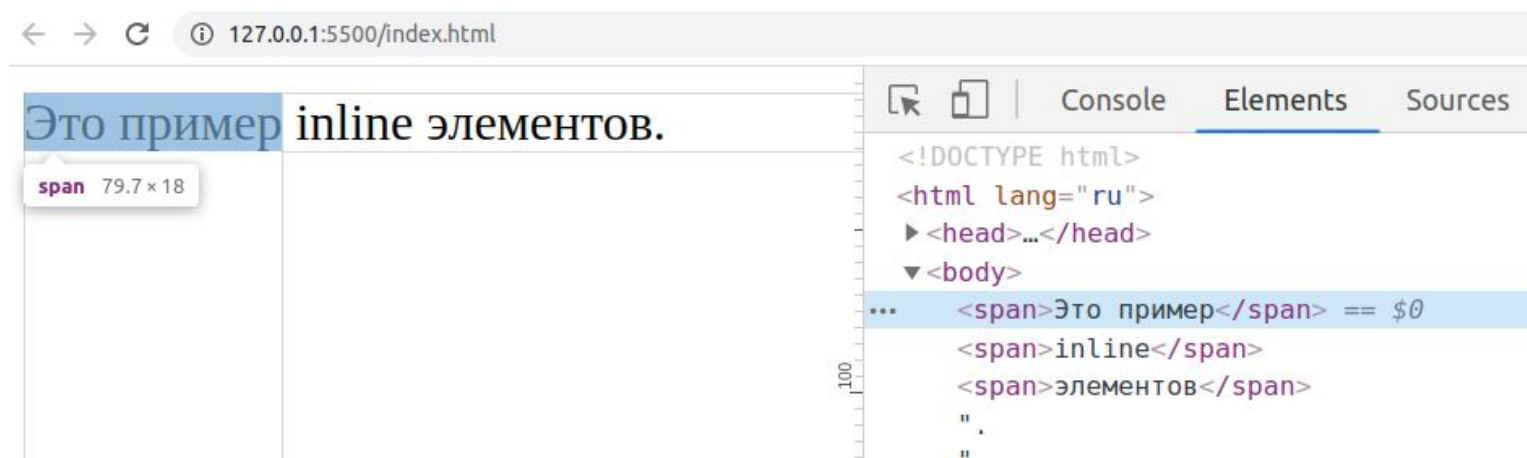 127.0.0.1:5500/index.html
Это пример inline элементов.
span 79.7 × 18
100
Console Elements Sources
<!DOCTYPE html>
<html lang="ru">
<head>…</head>
<body>
<span>Это пример</span> == $0
<span>inline</span>
<span>элементов</span>
".
"